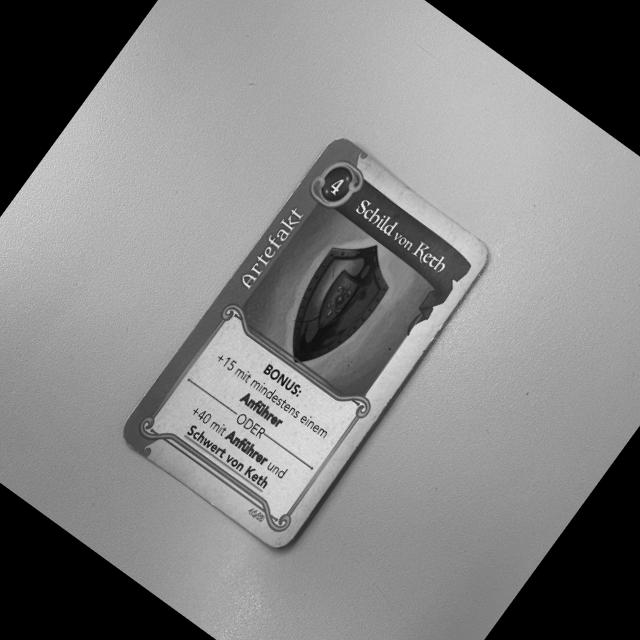 4
Schild von Keth
Artefakt
BONUS:
+15 mit mindestens einem
Anführer
ODER
+40 mit Anführer und
Schwert von Keth